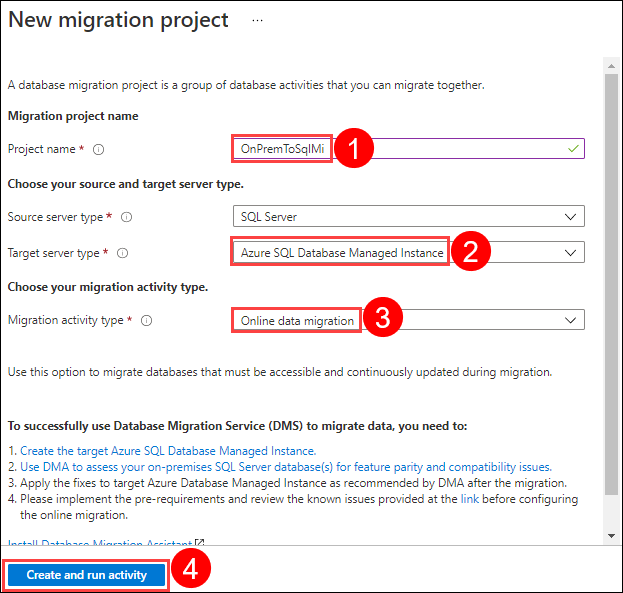 New migration project ...
A database migration project is a group of database activities that you can migrate together.
Migration project name
Project name * OnPremToSqlMi 1
Choose your source and target server type.
Source server type * SQL Server
Target server type * Azure SQL Database Managed Instance 2
Choose your migration activity type.
Migration activity type * Online data migration 3
Use this option to migrate databases that must be accessible and continuously updated during migration.
To successfully use Database Migration Service (DMS) to migrate data, you need to:
1. Create the target Azure SQL Database Managed Instance.
2. Use DMA to assess your on-premises SQL Server database(s) for feature parity and compatibility issues.
3. Apply the fixes to target Azure Database Managed Instance as recommended by DMA after the migration.
4. Please implement the pre-requirements and review the known issues provided at the link before configuring
the online migration.
Install Database Migration Assistant
Create and run activity 4